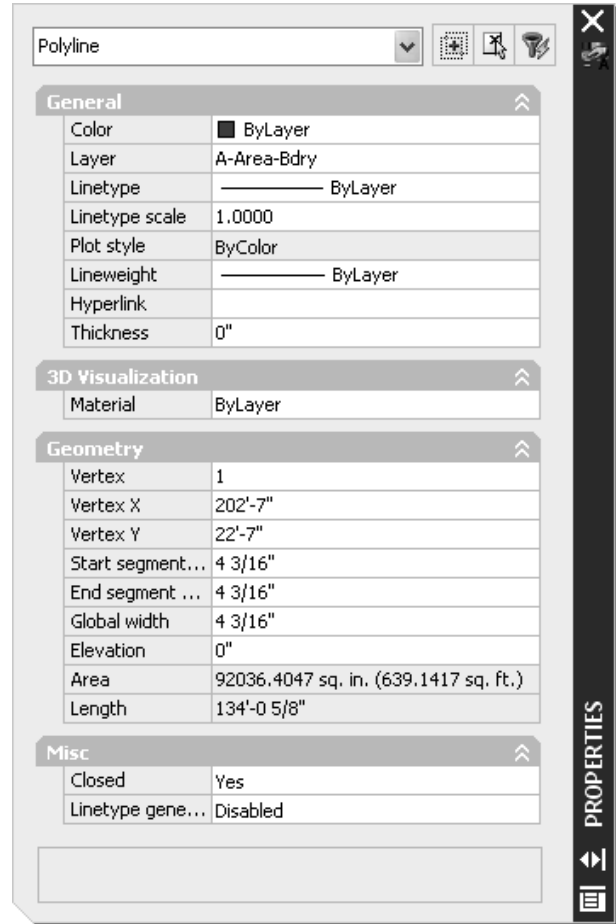 Polyline
General
Color ByLayer
Layer A-Area-Bdry
Linetype ByLayer
Linetype scale 1.0000
Plot style ByColor
Lineweight ByLayer
Hyperlink
Thickness 0"
3D Visualization
Material ByLayer
Geometry
Vertex 1
Vertex X 202'-7"
Vertex Y 22'-7"
Start segment... 4 3/16"
End segment ... 4 3/16"
Global width 4 3/16"
Elevation 0"
Area 92036.4047 sq. in. (639.1417 sq. ft.)
Length 134'-0 5/8"
Misc
Closed Yes
Linetype gene... Disabled
PROPERTIES